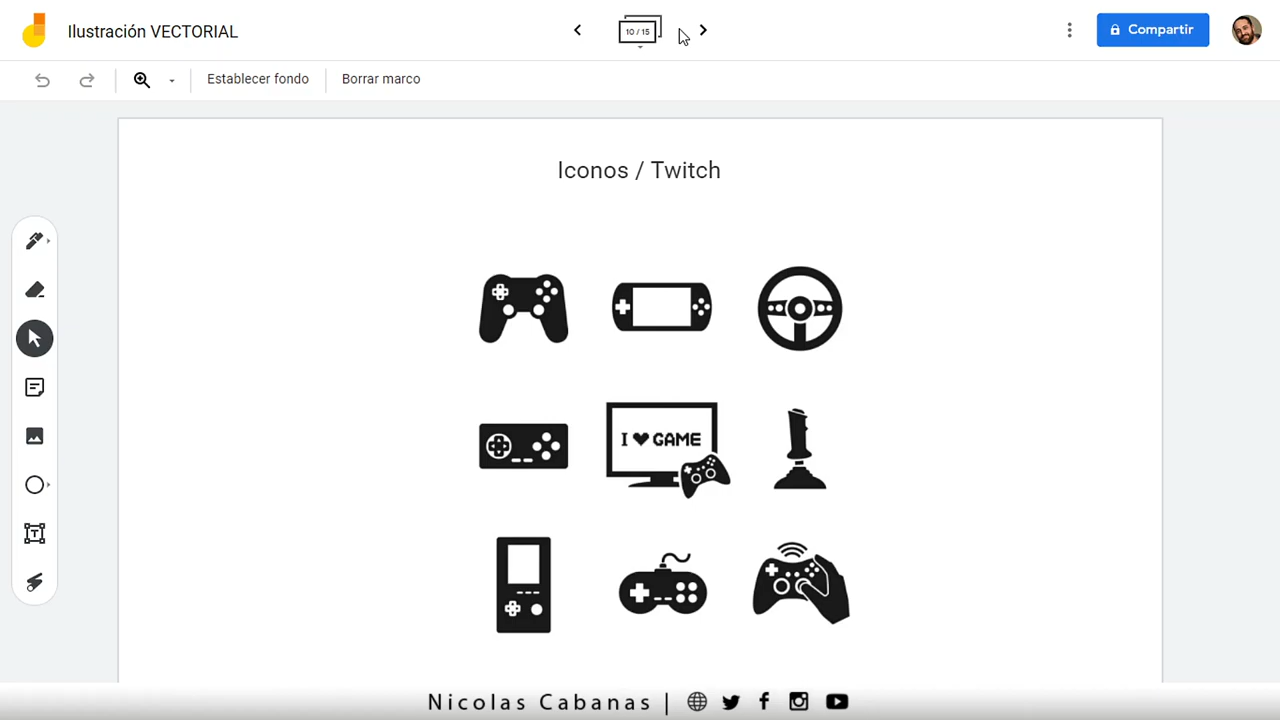 Ilustración VECTORIAL
10 / 15
Compartir
Establecer fondo
Borrar marco
Iconos / Twitch
I ❤ GAME
Nicolas Cabanas |